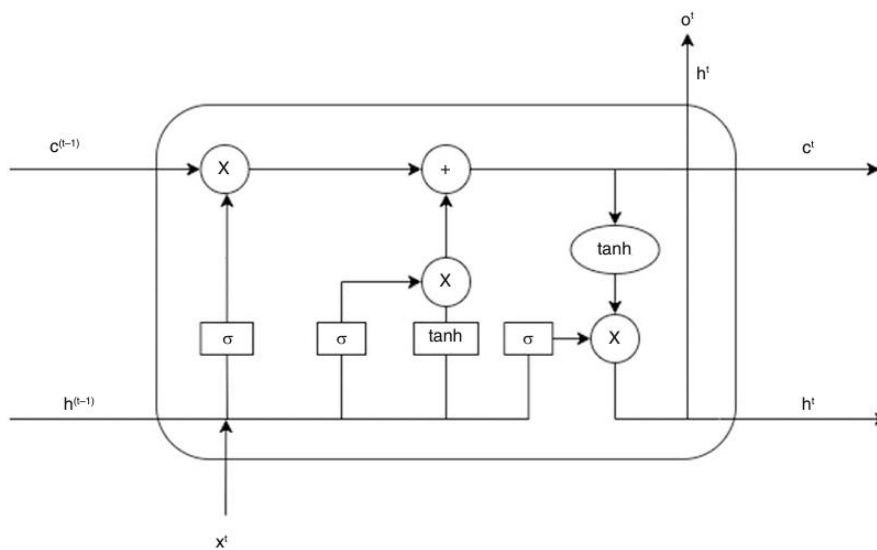 oᵗ
hᵗ
c⁽ᵗ⁻¹⁾
cᵗ
X
+
tanh
X
σ
σ
tanh
σ
X
h⁽ᵗ⁻¹⁾
hᵗ
xᵗ